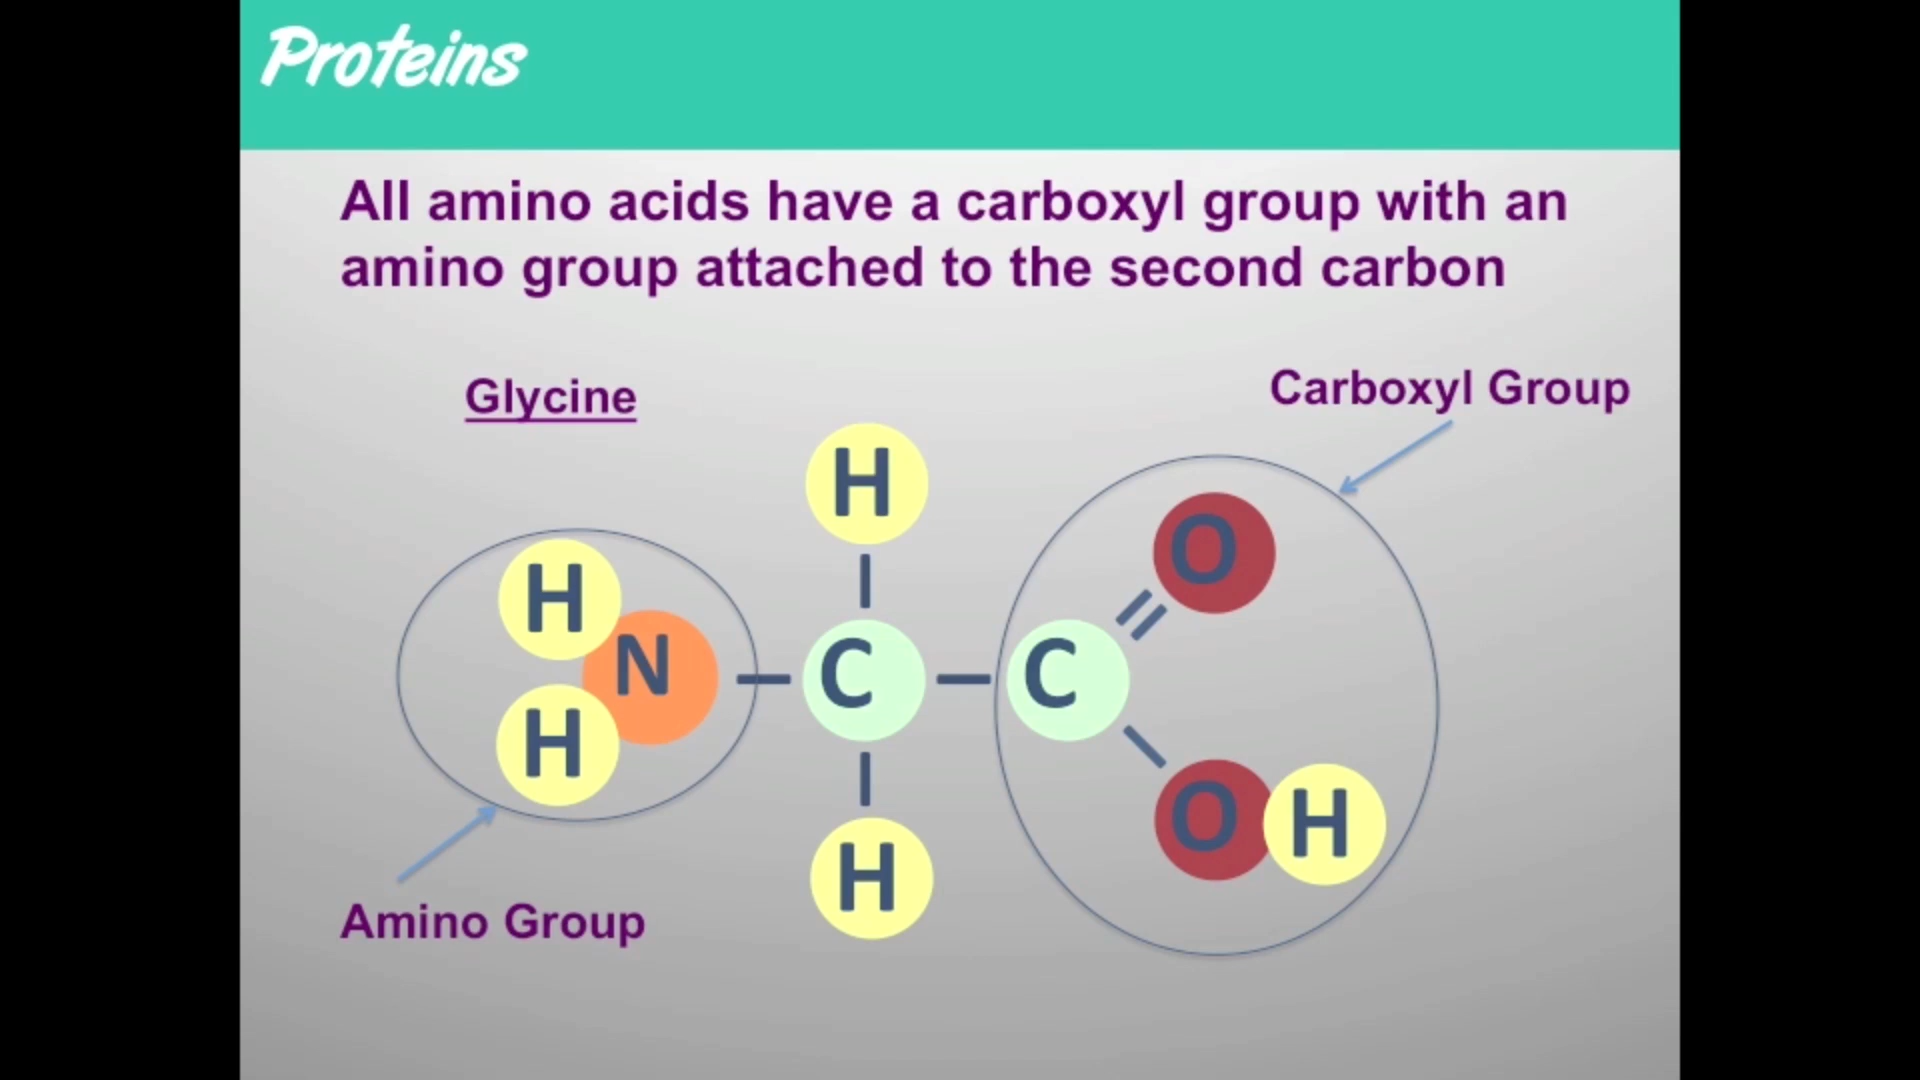 Proteins
All amino acids have a carboxyl group with an
amino group attached to the second carbon
Glycine
Carboxyl Group
H
O
H
N
C
C
H
O
H
H
Amino Group